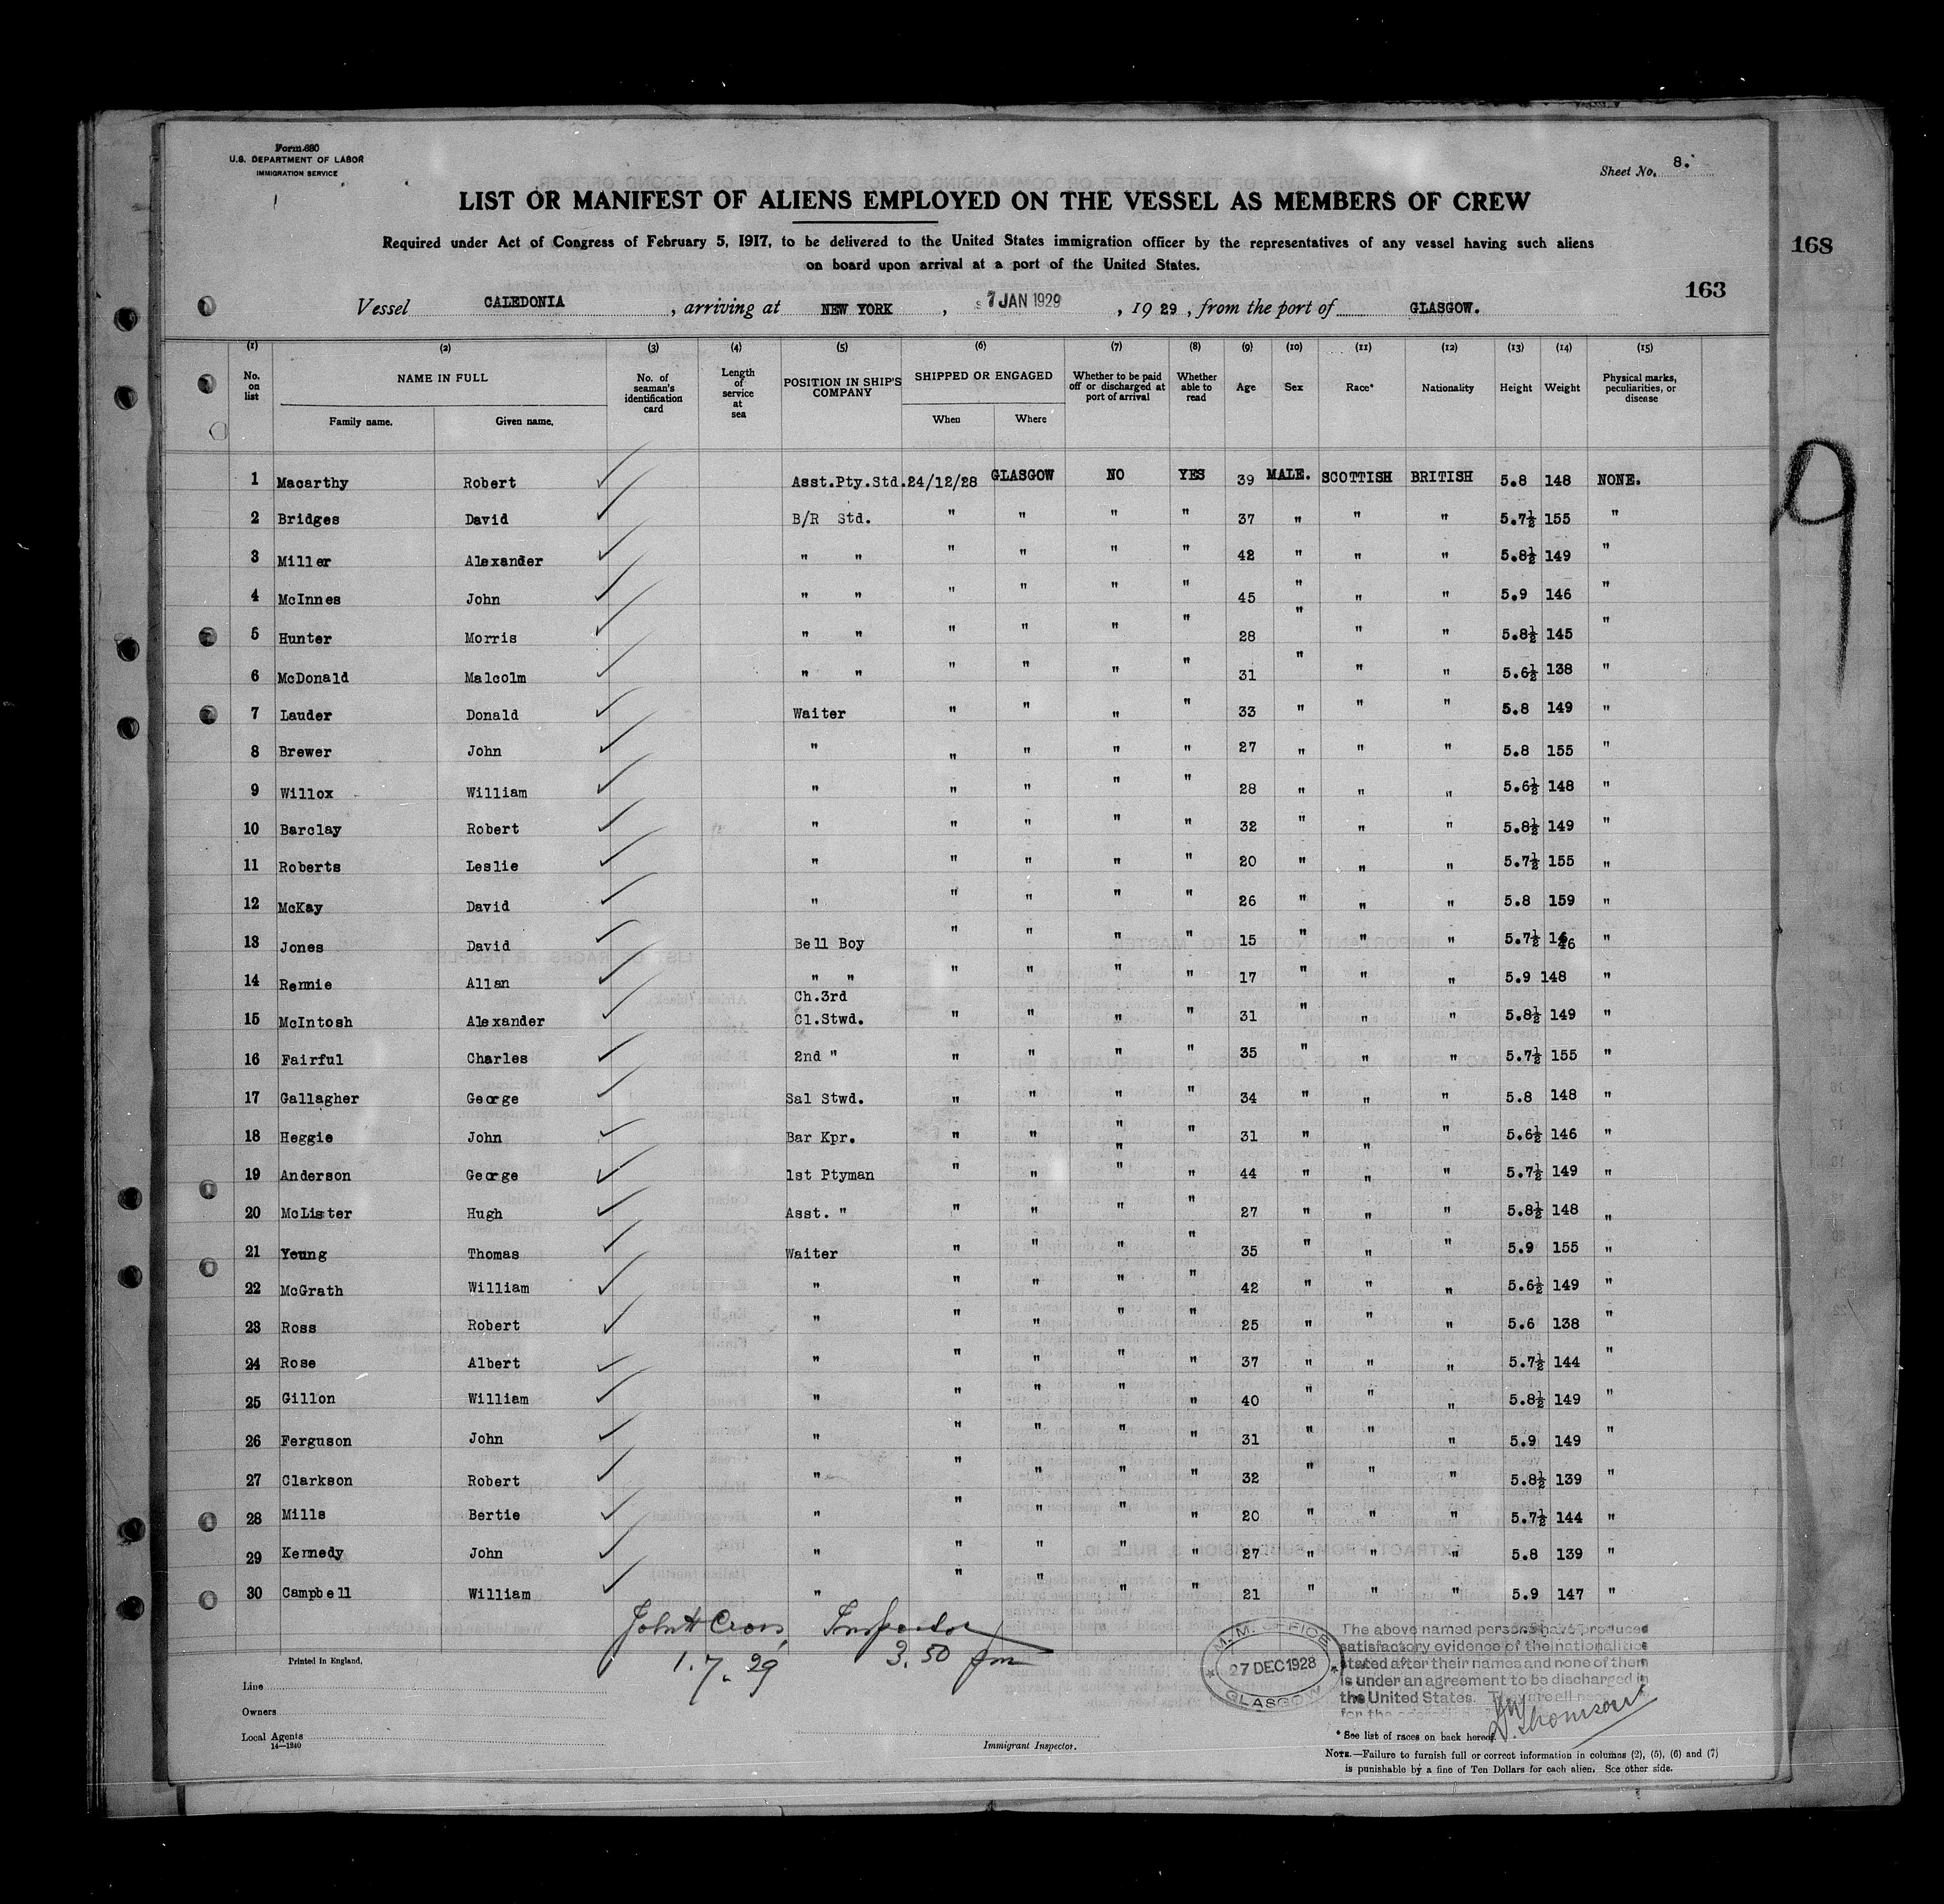 Form 680
U.S. DEPARTMENT OF LABOR
IMMIGRATION SERVICE
Sheet No. 8.
LIST OR MANIFEST OF ALIENS EMPLOYED ON THE VESSEL AS MEMBERS OF CREW
Required under Act of Congress of February 5, 1917, to be delivered to the United States immigration officer by the representatives of any vessel having such aliens
on board upon arrival at a port of the United States.
168
163
9
Vessel CALEDONIA, arriving at NEW YORK, 7 JAN 1929, 1929, from the port of GLASGOW.
(1) (2) (3) (4) (5) (6) (7) (8) (9) (10) (11) (12) (13) (14) (15)
No. on list NAME IN FULL No. of seaman's identification card Length of service at sea POSITION IN SHIP'S COMPANY SHIPPED OR ENGAGED Whether to be paid off or discharged at port of arrival Whether able to read Age Sex Race* Nationality Height Weight Physical marks, peculiarities, or disease
Family name. Given name. When Where
1 Macarthy Robert Asst.Pty.Std. 24/12/28 GLASGOW NO YES 39 MALE. SCOTTISH BRITISH 5.8 148 NONE.
2 Bridges David B/R Std. " " " " 37 " " " 5.7½ 155 "
3 Miller Alexander " " " " " " 42 " " " 5.8½ 149 "
4 McInnes John " " " " " " 45 " " " 5.9 146 "
5 Hunter Morris " " " " " " 28 " " " 5.8½ 145 "
6 McDonald Malcolm " " " " " " 31 " " " 5.6½ 138 "
7 Lauder Donald Waiter " " " " 33 " " " 5.8 149 "
8 Brewer John " " " " " 27 " " " 5.8 155 "
9 Willox William " " " " " 28 " " " 5.6½ 148 "
10 Barclay Robert " " " " " 32 " " " 5.8½ 149 "
11 Roberts Leslie " " " " " 20 " " " 5.7½ 155 "
12 McKay David " " " " " 26 " " " 5.8 159 "
13 Jones David Bell Boy " " " " 15 " " " 5.7½ 146 "
14 Rennie Allan " " " " " " 17 " " " 5.9 148 "
15 McIntosh Alexander Ch.3rd Cl.Stwd. " " " " 31 " " " 5.8½ 149 "
16 Fairful Charles 2nd " " " " " 35 " " " 5.7½ 155 "
17 Gallagher George Sal Stwd. " " " " 34 " " " 5.8 148 "
18 Heggie John Bar Kpr. " " " " 31 " " " 5.6½ 146 "
19 Anderson George 1st Ptyman " " " " 44 " " " 5.7½ 149 "
20 McLister Hugh Asst. " " " " " 27 " " " 5.8½ 148 "
21 Young Thomas Waiter " " " " 35 " " " 5.9 155 "
22 McGrath William " " " " " 42 " " " 5.6½ 149 "
23 Ross Robert " " " " " 25 " " " 5.6 138 "
24 Rose Albert " " " " " 37 " " " 5.7½ 144 "
25 Gillon William " " " " " 40 " " " 5.8½ 149 "
26 Ferguson John " " " " " 31 " " " 5.9 149 "
27 Clarkson Robert " " " " " 32 " " " 5.8½ 139 "
28 Mills Bertie " " " " " 20 " " " 5.7½ 144 "
29 Kennedy John " " " " " 27 " " " 5.8 139 "
30 Campbell William " " " " " 21 " " " 5.9 147 "
John H Cross, Inspector
1.7.29 3.50 pm
M.M. OFFICE
27 DEC 1928
GLASGOW
The above named persons have produced
satisfactory evidence of the nationalities
stated after their names and none of them
is under an agreement to be discharged in
the United States.
Thomson
Printed in England.
Line
Owners
Local Agents
14—1240
Immigrant Inspector.
* See list of races on back hereof.
NOTE.—Failure to furnish full or correct information in columns (2), (5), (6) and (7)
is punishable by a fine of Ten Dollars for each alien. See other side.